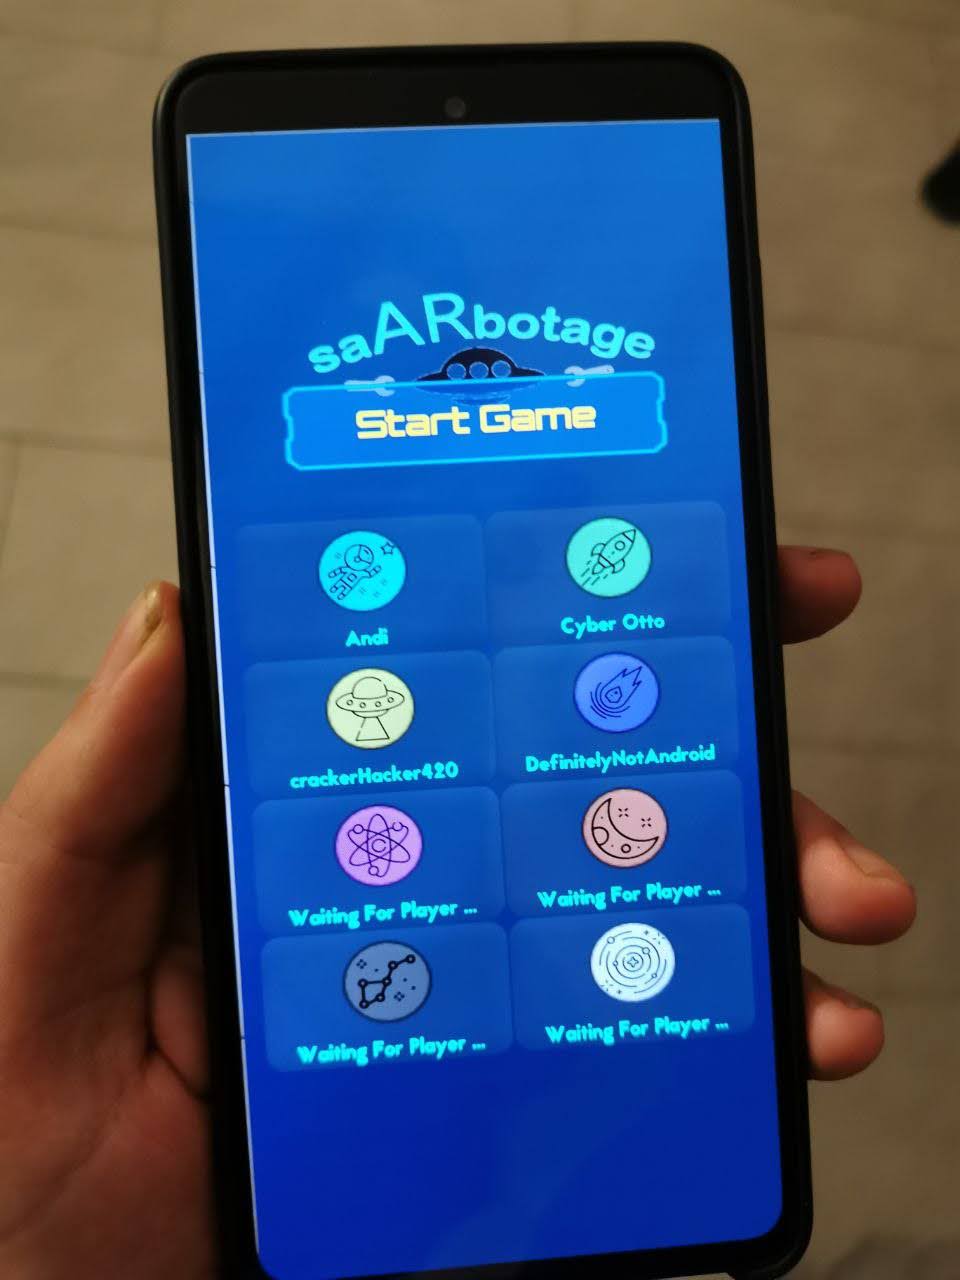 saARbotage
Start Game
Andi
Cyber Otto
crackerHacker420
DefinitelyNotAndroid
Waiting For Player ...
Waiting For Player ...
Waiting For Player ...
Waiting For Player ...